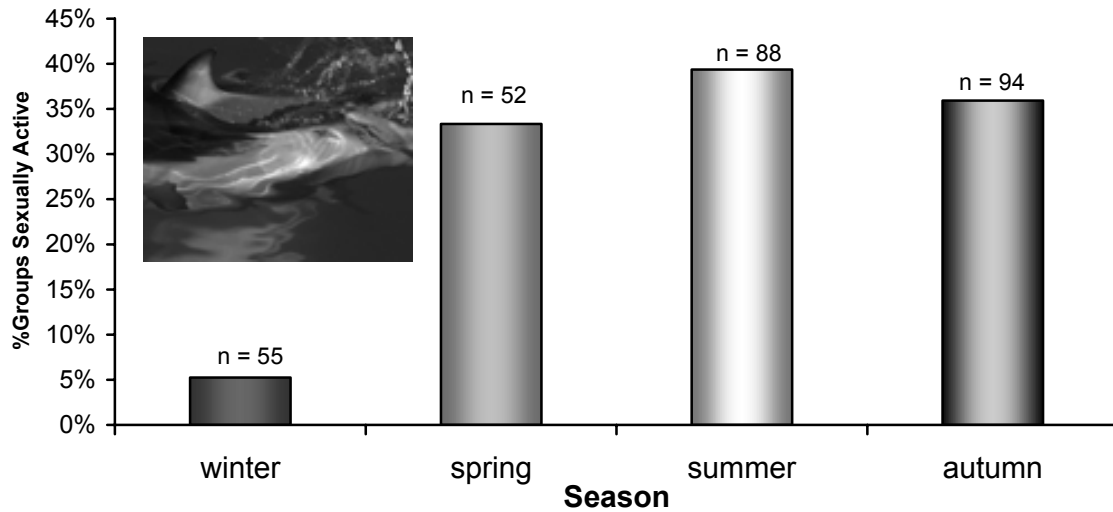 %Groups Sexually Active
45%
40%
35%
30%
25%
20%
15%
10%
5%
0%
n = 55
n = 52
n = 88
n = 94
winter
spring
summer
autumn
Season